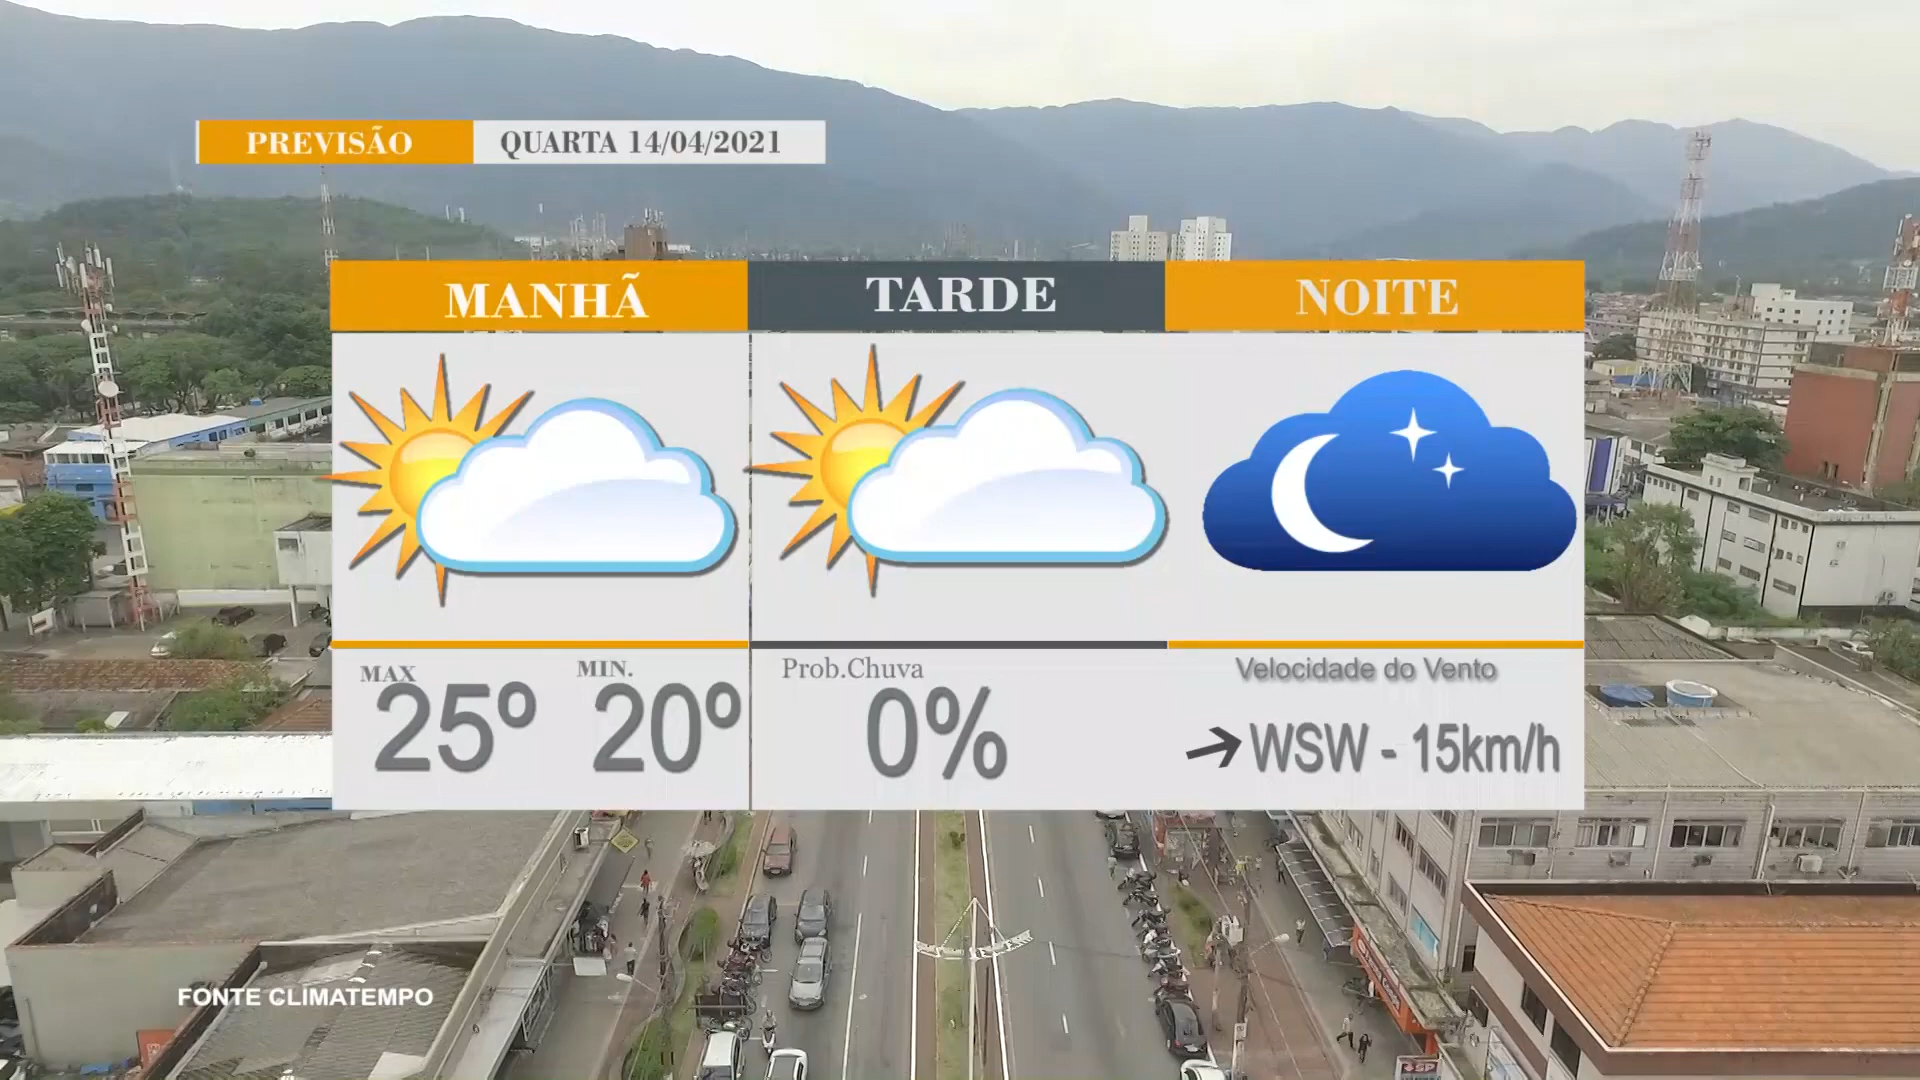 PREVISÃO QUARTA 14/04/2021
MANHÃ TARDE NOITE
MAX MIN. Prob.Chuva Velocidade do Vento
25º 20º 0% WSW - 15km/h
FONTE CLIMATEMPO